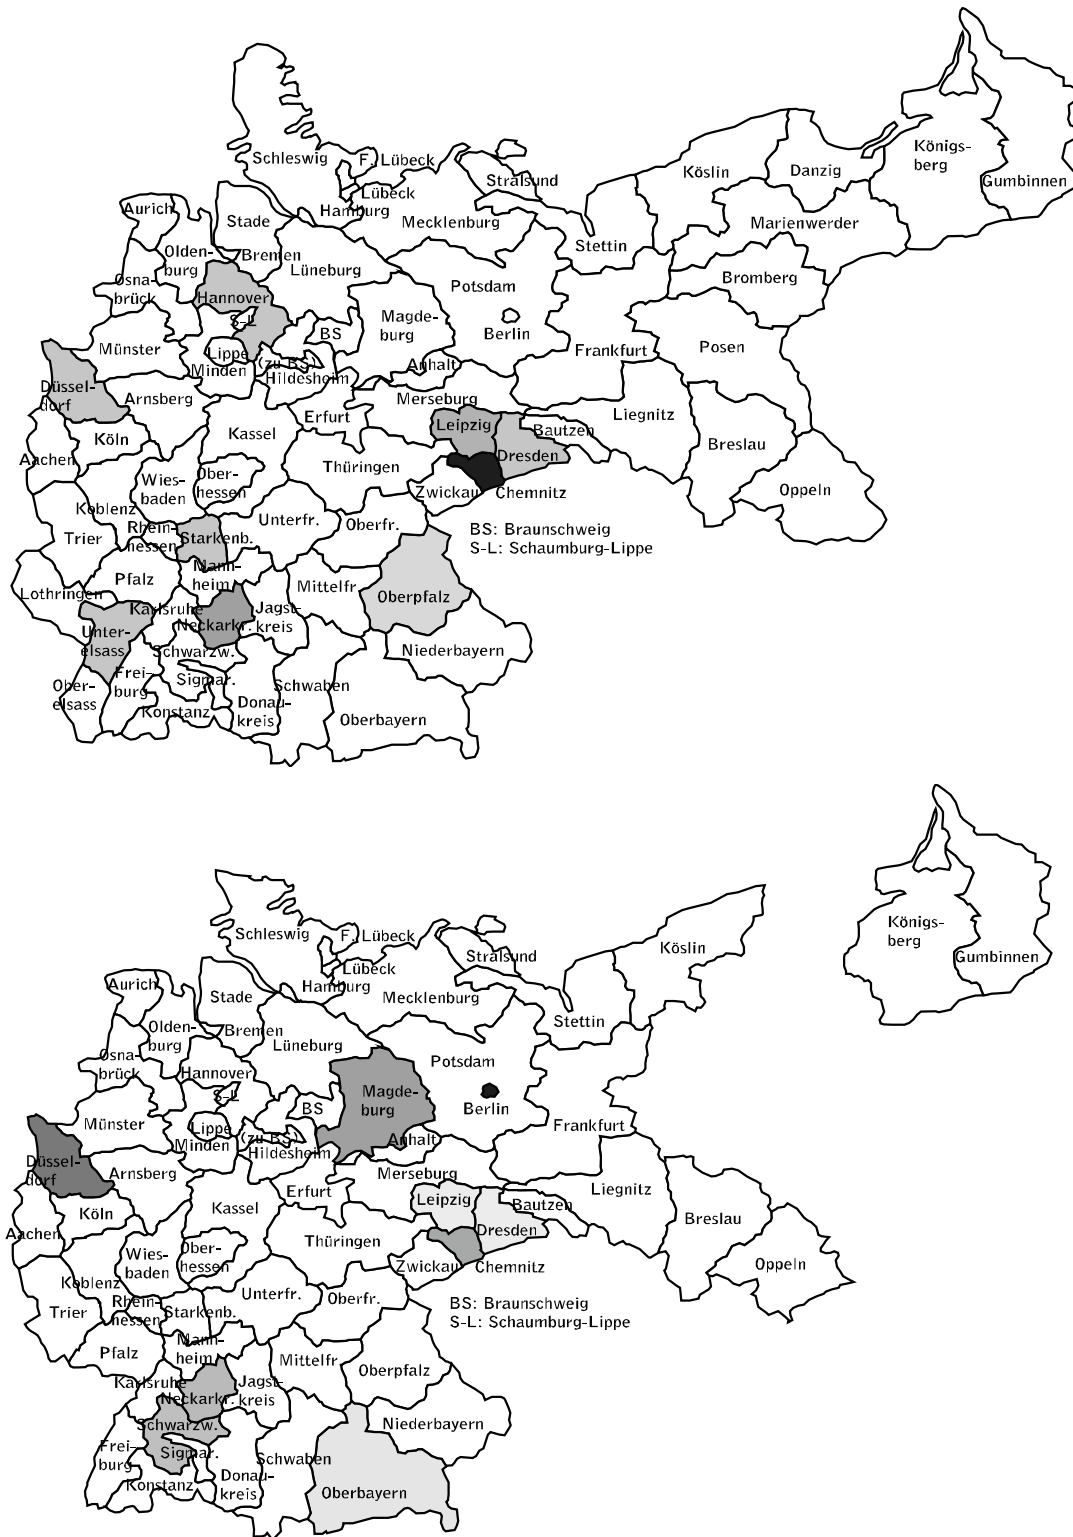 Schleswig
F. Lübeck
Lübeck
Hamburg
Stralsund
Mecklenburg
Köslin
Danzig
Königs-
berg
Gumbinnen
Marienwerder
Stettin
Aurich
Stade
Bremen
Olden-
burg
Lüneburg
Osna-
brück
Hannover
S-L
Potsdam
Berlin
Bromberg
Magde-
burg
BS
Münster
Lippe
Minden
(zu BS)
Hildesheim
Anhalt
Frankfurt
Posen
Düssel-
dorf
Arnsberg
Merseburg
Erfurt
Leipzig
Bautzen
Liegnitz
Breslau
Köln
Kassel
Aachen
Dresden
Thüringen
Wies-
baden
Ober-
hessen
Zwickau
Chemnitz
Oppeln
Koblenz
Trier
Rhein-
hessen
Starkenb.
Unterfr.
Oberfr.
BS: Braunschweig
S-L: Schaumburg-Lippe
Pfalz
Mann-
heim
Mittelfr.
Oberpfalz
Lothringen
Karlsruhe
Neckarkr.
Jagst-
kreis
Unter-
elsass
Schwarzw.
Niederbayern
Ober-
elsass
Frei-
burg
Sigmar.
Konstanz
Donau-
kreis
Schwaben
Oberbayern
Schleswig
F. Lübeck
Lübeck
Hamburg
Stralsund
Mecklenburg
Köslin
Königs-
berg
Gumbinnen
Stettin
Aurich
Stade
Bremen
Olden-
burg
Lüneburg
Osna-
brück
Hannover
S-L
Potsdam
Berlin
Magde-
burg
BS
Münster
Lippe
Minden
(zu BS)
Hildesheim
Anhalt
Frankfurt
Düssel-
dorf
Arnsberg
Merseburg
Erfurt
Leipzig
Bautzen
Liegnitz
Breslau
Köln
Kassel
Aachen
Dresden
Thüringen
Wies-
baden
Ober-
hessen
Zwickau
Chemnitz
Oppeln
Koblenz
Trier
Rhein-
hessen
Starkenb.
Unterfr.
Oberfr.
BS: Braunschweig
S-L: Schaumburg-Lippe
Pfalz
Mann-
heim
Mittelfr.
Oberpfalz
Karlsruhe
Neckarkr.
Jagst-
kreis
Schwarzw.
Niederbayern
Frei-
burg
Sigmar.
Konstanz
Donau-
kreis
Schwaben
Oberbayern